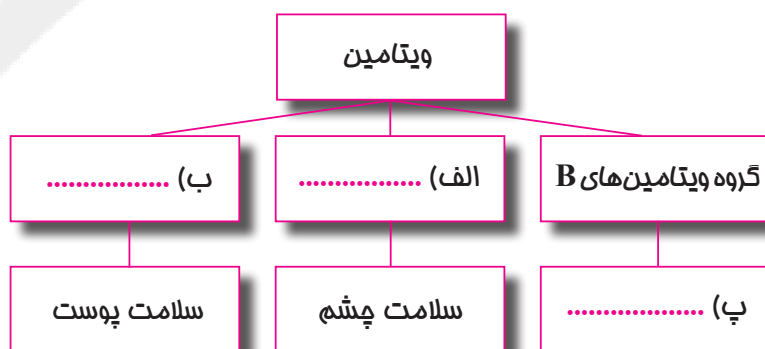 ویتامین
گروه ویتامین‌های B
الف) .................
ب) .................
پ) ...................
سلامت چشم
سلامت پوست